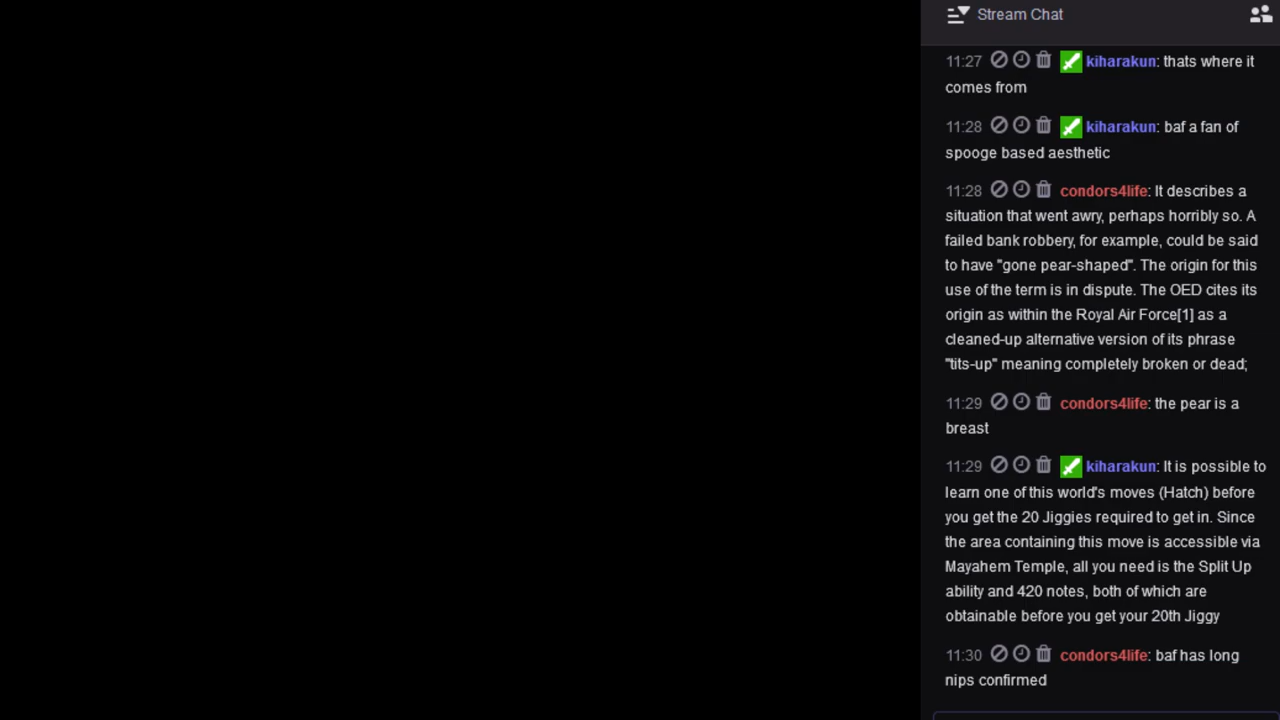 Stream Chat
11:27 kiharakun: thats where it
comes from
11:28 kiharakun: baf a fan of
spooge based aesthetic
11:28 condors4life: It describes a
situation that went awry, perhaps horribly so. A
failed bank robbery, for example, could be said
to have "gone pear-shaped". The origin for this
use of the term is in dispute. The OED cites its
origin as within the Royal Air Force[1] as a
cleaned-up alternative version of its phrase
"tits-up" meaning completely broken or dead;
11:29 condors4life: the pear is a
breast
11:29 kiharakun: It is possible to
learn one of this world's moves (Hatch) before
you get the 20 Jiggies required to get in. Since
the area containing this move is accessible via
Mayahem Temple, all you need is the Split Up
ability and 420 notes, both of which are
obtainable before you get your 20th Jiggy
11:30 condors4life: baf has long
nips confirmed